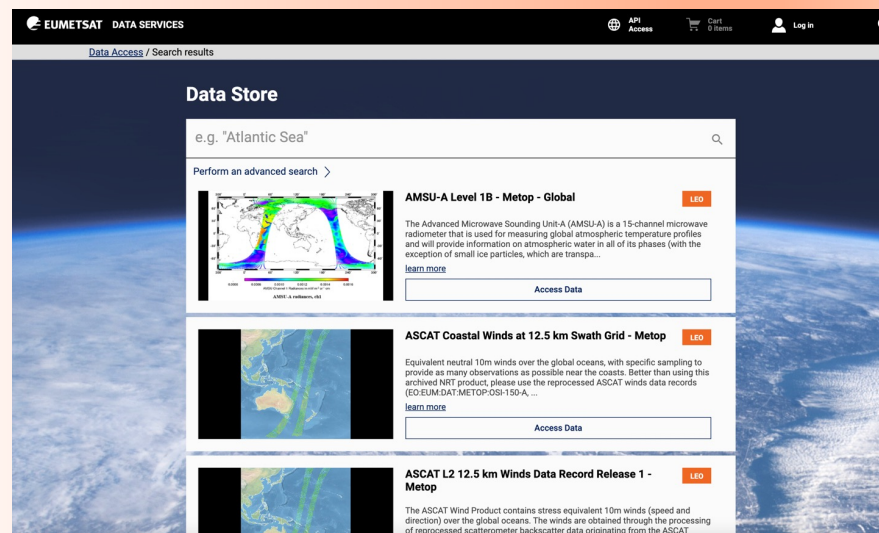 EUMETSAT DATA SERVICES
API
Access
Cart
0 items
Log in
Data Access / Search results
Data Store
e.g. "Atlantic Sea"
Perform an advanced search
AMSU-A Level 1B - Metop - Global
LEO
The Advanced Microwave Sounding Unit-A (AMSU-A) is a 15-channel microwave
radiometer that is used for measuring global atmospheric temperature profiles
and will provide information on atmospheric water in all of its phases (with the
exception of small ice particles, which are transpa...
learn more
Access Data
AMSU-A radiances, ch1
ASCAT Coastal Winds at 12.5 km Swath Grid - Metop
LEO
Equivalent neutral 10m winds over the global oceans, with specific sampling to
provide as many observations as possible near the coasts. Better than using this
archived NRT product, please use the reprocessed ASCAT winds data records
(EO:EUM:DAT:METOP:OSI-150-A, ...
learn more
Access Data
ASCAT L2 12.5 km Winds Data Record Release 1 -
Metop
LEO
The ASCAT Wind Product contains stress equivalent 10m winds (speed and
direction) over the global oceans. The winds are obtained through the processing
of reprocessed scatterometer backscatter data originating from the ASCAT